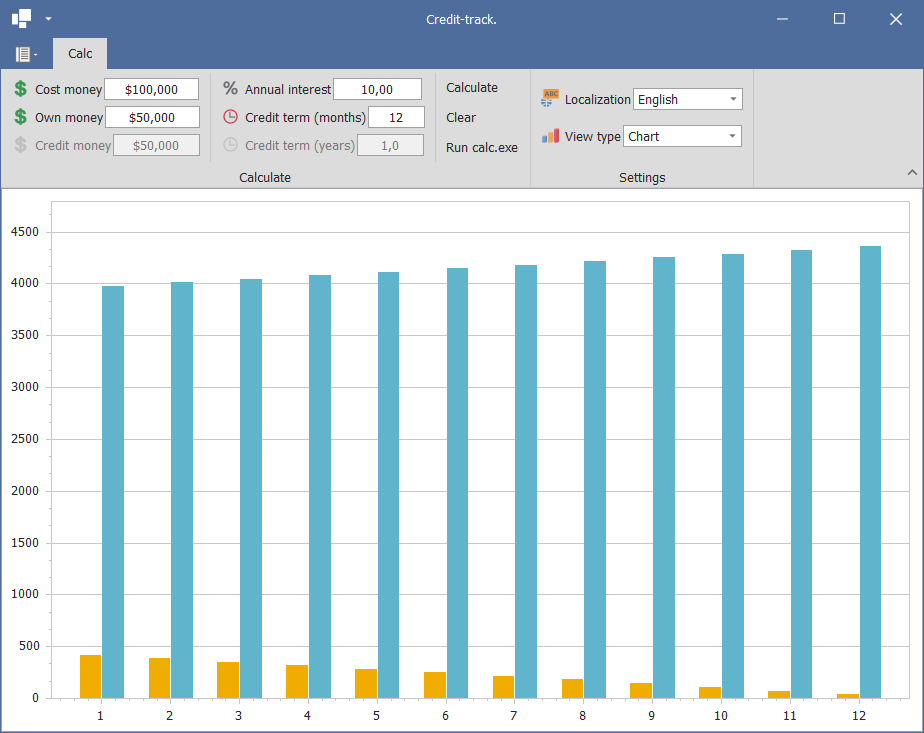 Credit-track.
Calc
Cost money $100,000
Own money $50,000
Credit money $50,000
% Annual interest 10,00
Credit term (months) 12
Credit term (years) 1,0
Calculate
Clear
Run calc.exe
Calculate
ABC
Localization English
View type Chart
Settings
4500
4000
3500
3000
2500
2000
1500
1000
500
0
1 2 3 4 5 6 7 8 9 10 11 12